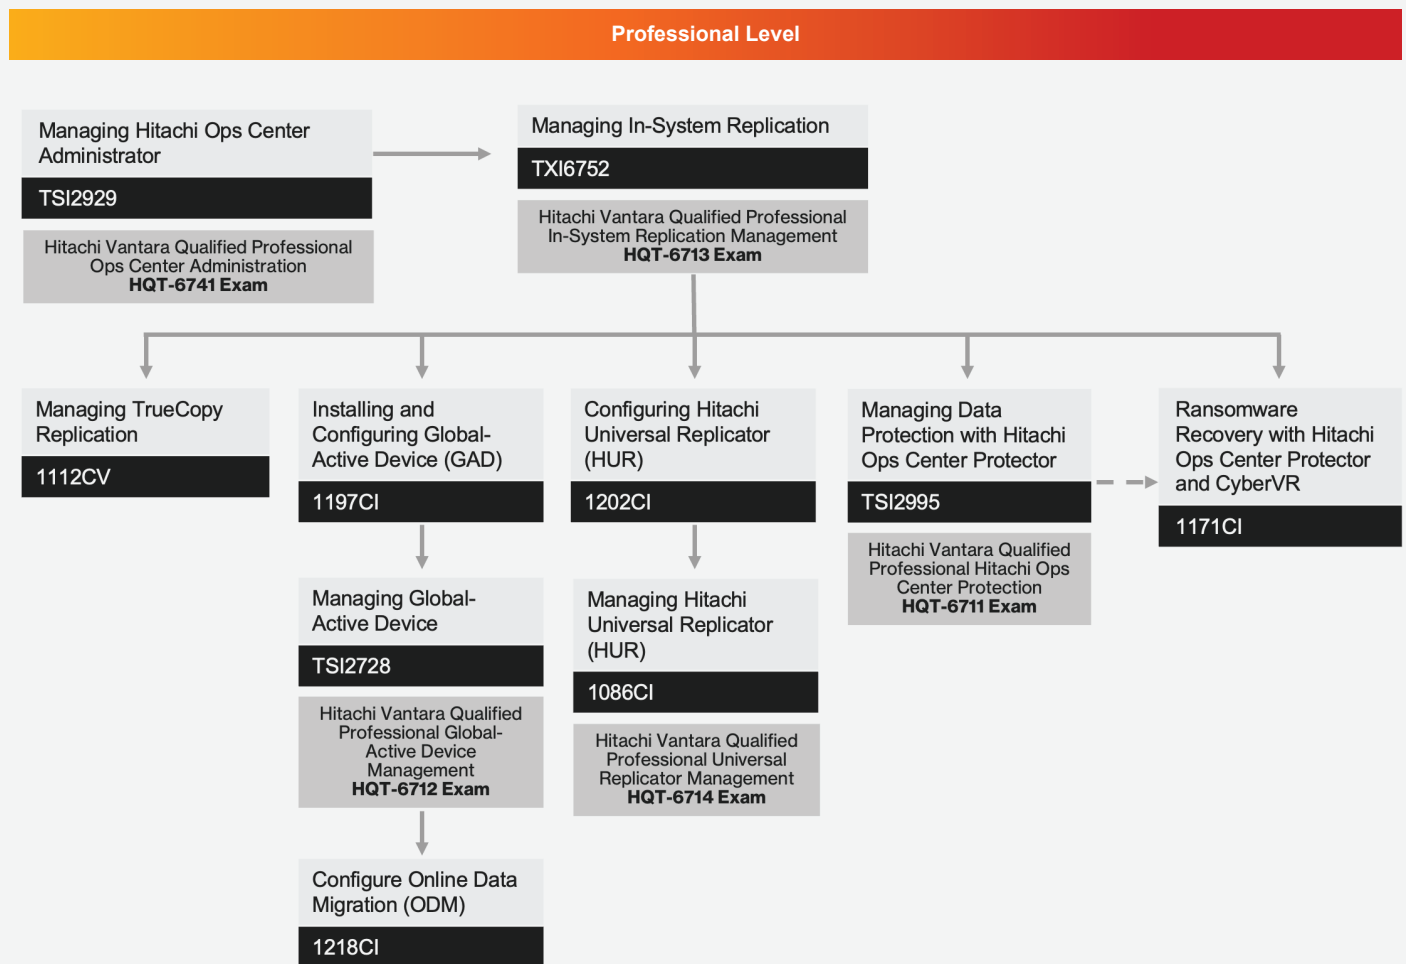 Professional Level
Managing Hitachi Ops Center
Administrator
TSI2929
Hitachi Vantara Qualified Professional
Ops Center Administration
HQT-6741 Exam
Managing In-System Replication
TXI6752
Hitachi Vantara Qualified Professional
In-System Replication Management
HQT-6713 Exam
Managing TrueCopy
Replication
1112CV
Installing and
Configuring Global-
Active Device (GAD)
1197CI
Managing Global-
Active Device
TSI2728
Hitachi Vantara Qualified
Professional Global-
Active Device
Management
HQT-6712 Exam
Configure Online Data
Migration (ODM)
1218CI
Configuring Hitachi
Universal Replicator
(HUR)
1202CI
Managing Hitachi
Universal Replicator
(HUR)
1086CI
Hitachi Vantara Qualified
Professional Universal
Replicator Management
HQT-6714 Exam
Managing Data
Protection with Hitachi
Ops Center Protector
TSI2995
Hitachi Vantara Qualified
Professional Hitachi Ops
Center Protection
HQT-6711 Exam
Ransomware
Recovery with Hitachi
Ops Center Protector
and CyberVR
1171CI